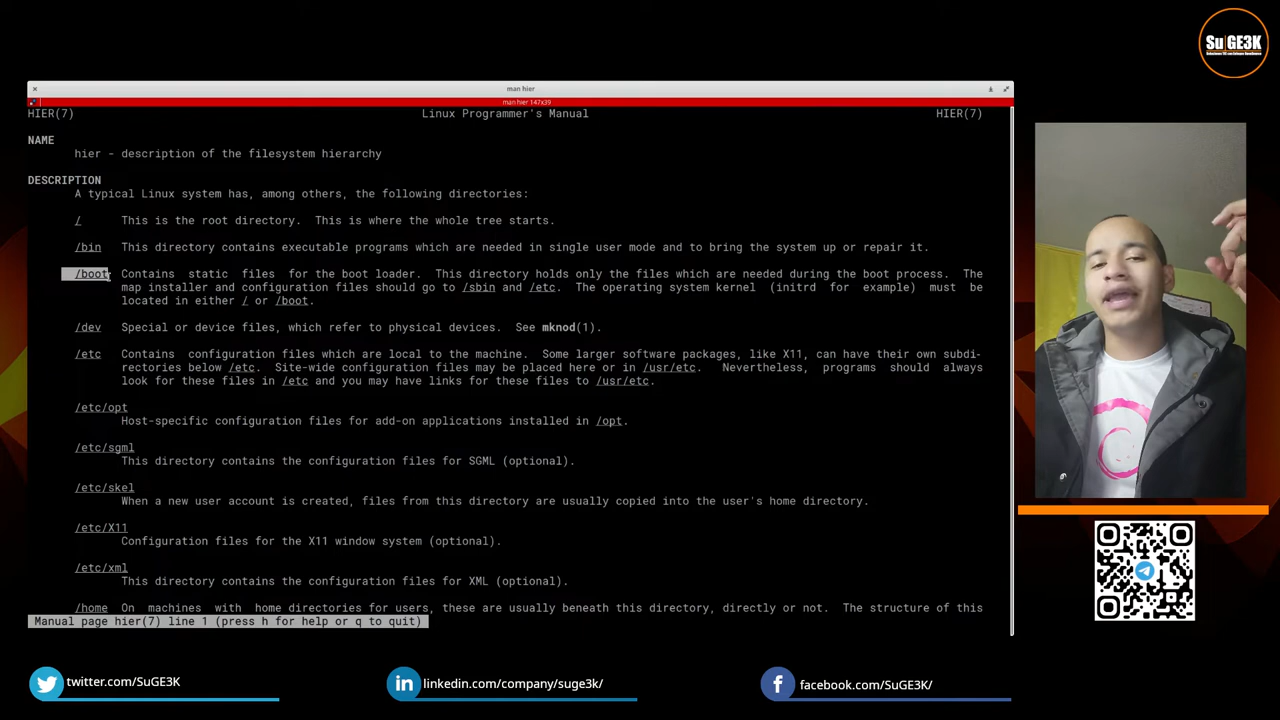 SuGE3K
man hier
man hier 147x39
HIER(7) Linux Programmer's Manual HIER(7)
NAME
hier - description of the filesystem hierarchy
DESCRIPTION
A typical Linux system has, among others, the following directories:
/ This is the root directory. This is where the whole tree starts.
/bin This directory contains executable programs which are needed in single user mode and to bring the system up or repair it.
/boot Contains static files for the boot loader. This directory holds only the files which are needed during the boot process. The
map installer and configuration files should go to /sbin and /etc. The operating system kernel (initrd for example) must be
located in either / or /boot.
/dev Special or device files, which refer to physical devices. See mknod(1).
/etc Contains configuration files which are local to the machine. Some larger software packages, like X11, can have their own subdi-
rectories below /etc. Site-wide configuration files may be placed here or in /usr/etc. Nevertheless, programs should always
look for these files in /etc and you may have links for these files to /usr/etc.
/etc/opt
Host-specific configuration files for add-on applications installed in /opt.
/etc/sgml
This directory contains the configuration files for SGML (optional).
/etc/skel
When a new user account is created, files from this directory are usually copied into the user's home directory.
/etc/X11
Configuration files for the X11 window system (optional).
/etc/xml
This directory contains the configuration files for XML (optional).
/home On machines with home directories for users, these are usually beneath this directory, directly or not. The structure of this
Manual page hier(7) line 1 (press h for help or q to quit)
twitter.com/SuGE3K
linkedin.com/company/suge3k/
facebook.com/SuGE3K/